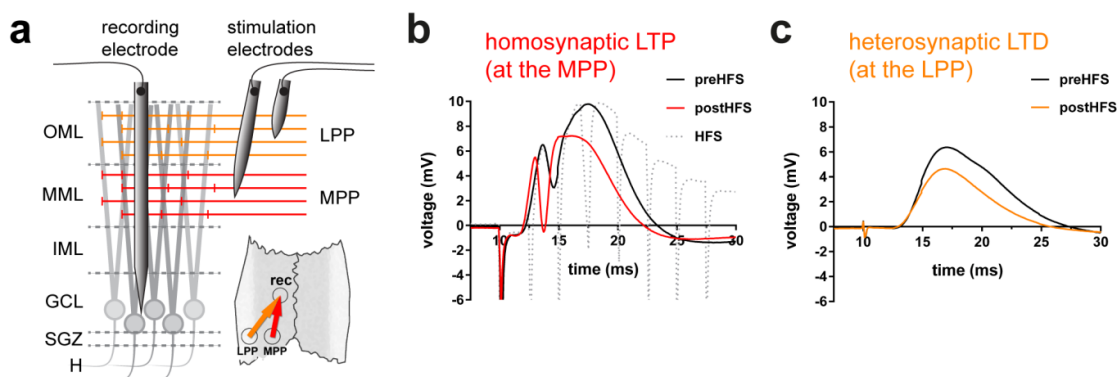 a
recording
electrode
stimulation
electrodes
OML
LPP
MML
MPP
IML
GCL
SGZ
H
rec
LPP
MPP
b
homosynaptic LTP
(at the MPP)
preHFS
postHFS
HFS
voltage (mV)
10
8
6
4
2
0
-2
-4
-6
10
15
20
25
30
time (ms)
c
heterosynaptic LTD
(at the LPP)
preHFS
postHFS
voltage (mV)
10
8
6
4
2
0
-2
-4
-6
10
15
20
25
30
time (ms)